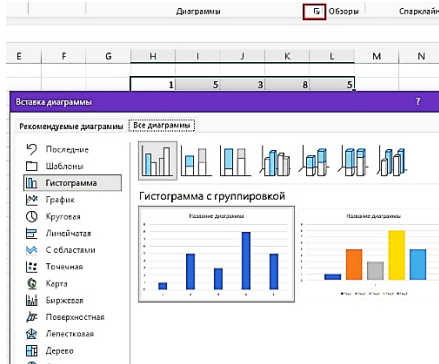 Диаграммы Обзоры Спарклайн
E F G H I J K L M N
1 5 3 8 5
Вставка диаграммы ?
Рекомендуемые диаграммы Все диаграммы
Последние
Шаблоны
Гистограмма
График
Круговая
Линейчатая
С областями
Точечная
Карта
Биржевая
Поверхностная
Лепестковая
Дерево
Гистограмма с группировкой
Название диаграммы Название диаграммы